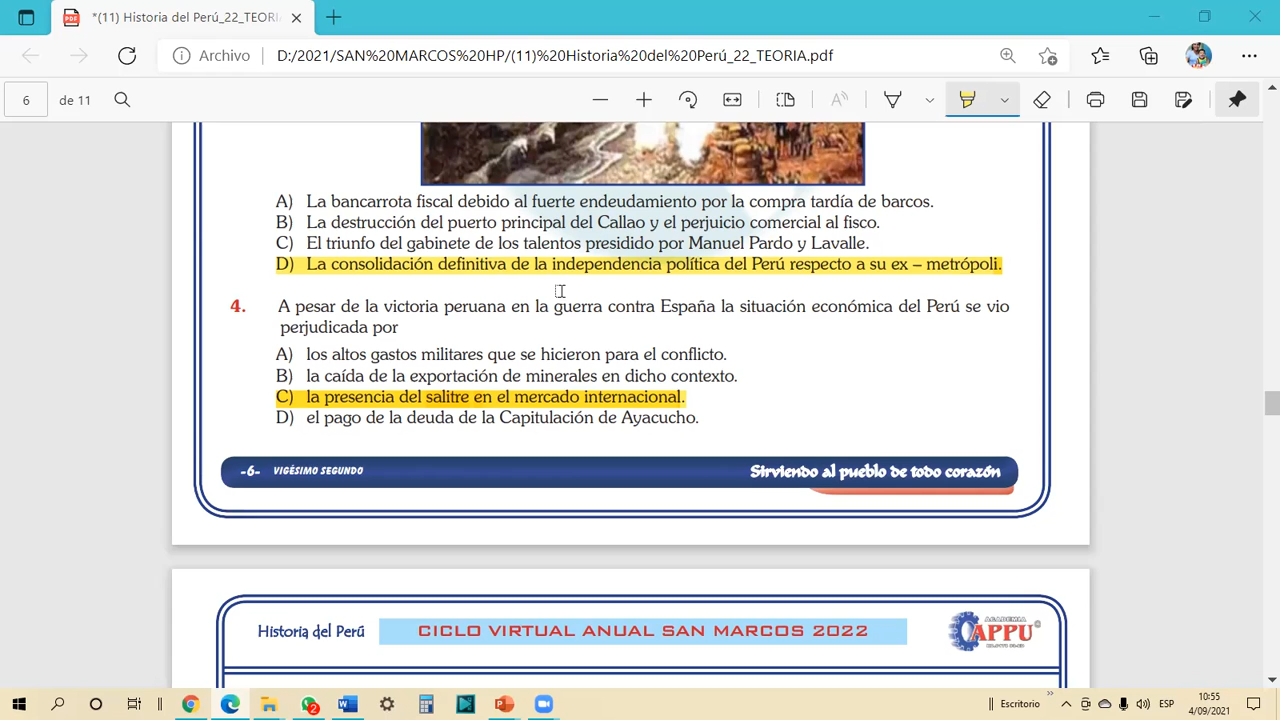 *(11) Historia del Perú_22_TEORI
Archivo
D:/2021/SAN%20MARCOS%20HP/(11)%20Historia%20del%20Perú_22_TEORIA.pdf
6
de 11
A) La bancarrota fiscal debido al fuerte endeudamiento por la compra tardía de barcos.
B) La destrucción del puerto principal del Callao y el perjuicio comercial al fisco.
C) El triunfo del gabinete de los talentos presidido por Manuel Pardo y Lavalle.
D) La consolidación definitiva de la independencia política del Perú respecto a su ex – metrópoli.
4. A pesar de la victoria peruana en la guerra contra España la situación económica del Perú se vio
perjudicada por
A) los altos gastos militares que se hicieron para el conflicto.
B) la caída de la exportación de minerales en dicho contexto.
C) la presencia del salitre en el mercado internacional.
D) el pago de la deuda de la Capitulación de Ayacucho.
-6- VIGÉSIMO SEGUNDO
Sirviendo al pueblo de todo corazón
Historia del Perú
CICLO VIRTUAL ANUAL SAN MARCOS 2022
ACADEMIA
APPU
2
Escritorio
ESP
10:55
4/09/2021